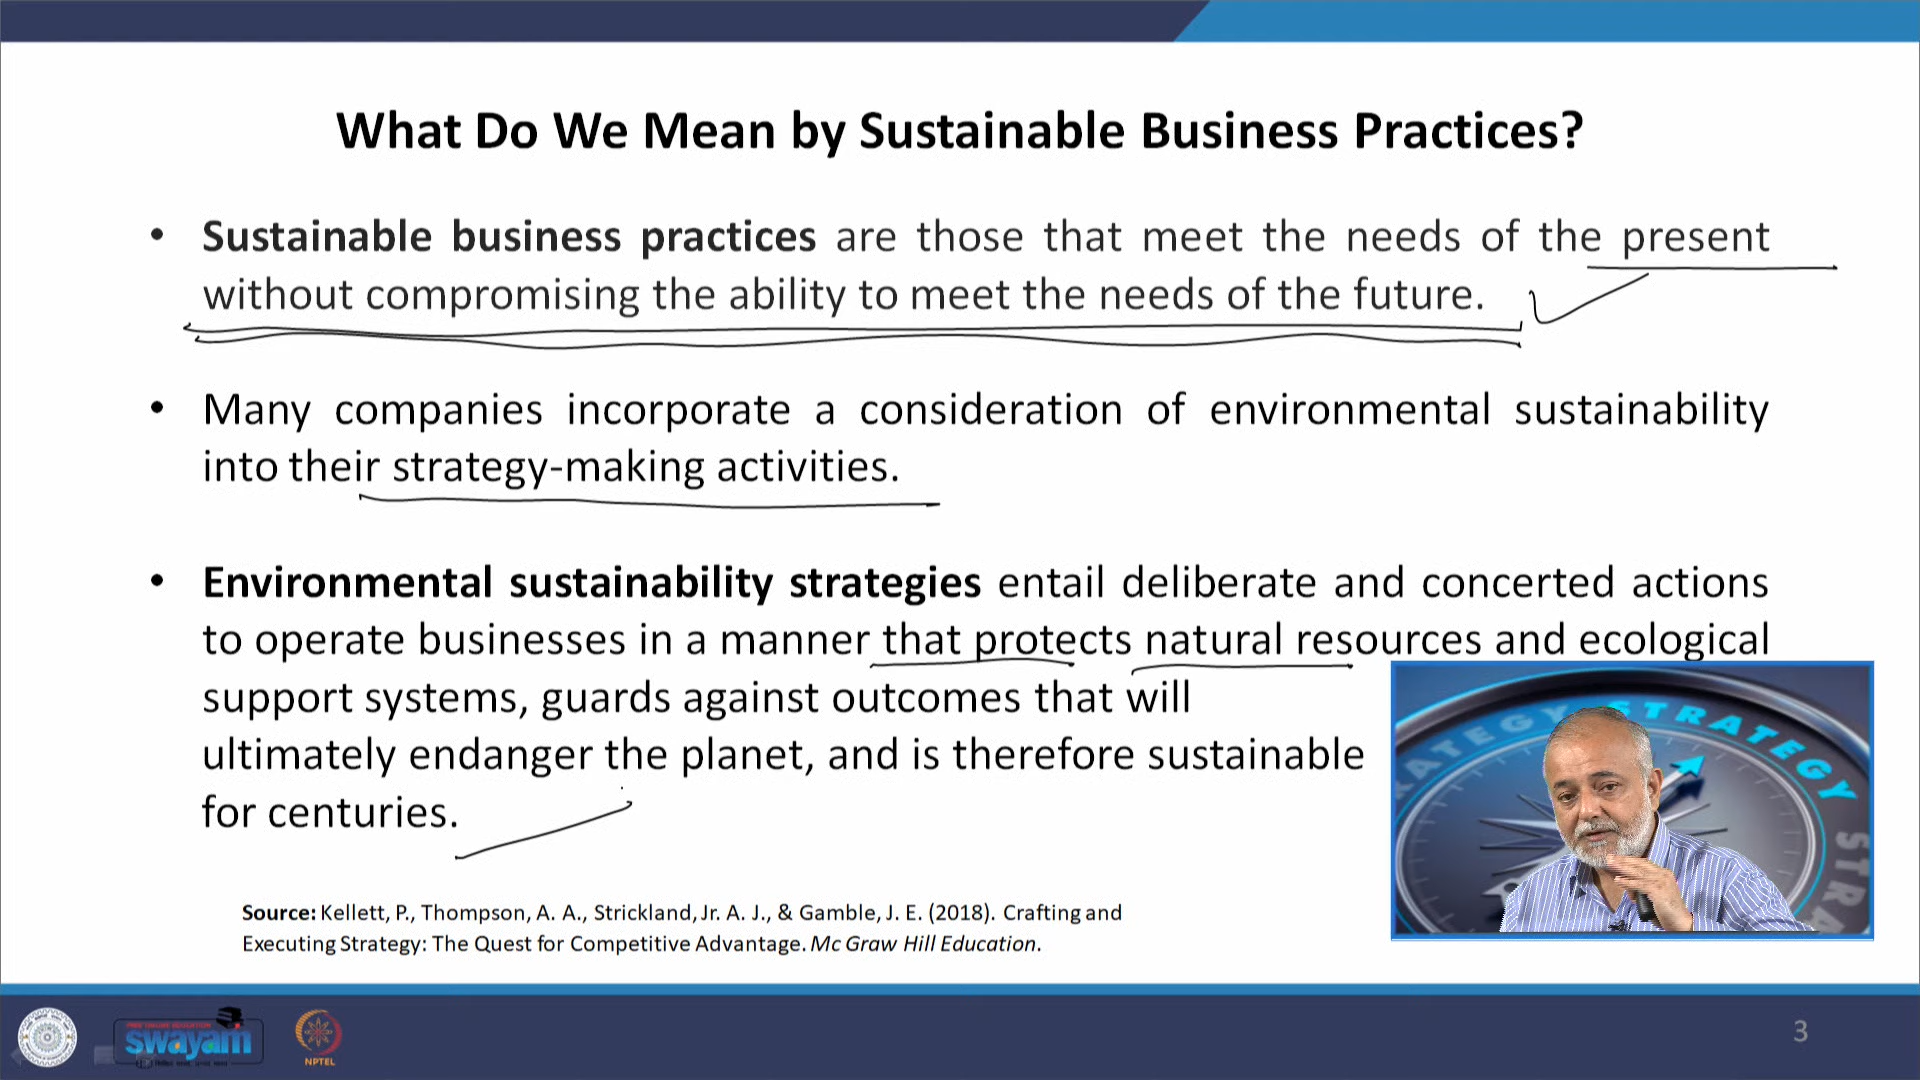 What Do We Mean by Sustainable Business Practices?
• Sustainable business practices are those that meet the needs of the present
without compromising the ability to meet the needs of the future.
• Many companies incorporate a consideration of environmental sustainability
into their strategy-making activities.
• Environmental sustainability strategies entail deliberate and concerted actions
to operate businesses in a manner that protects natural resources and ecological
support systems, guards against outcomes that will
ultimately endanger the planet, and is therefore sustainable
for centuries.
STRATEGY STRATEGY STRA
Source: Kellett, P., Thompson, A. A., Strickland, Jr. A. J., & Gamble, J. E. (2018). Crafting and
Executing Strategy: The Quest for Competitive Advantage. Mc Graw Hill Education.
swayam
NPTEL
3